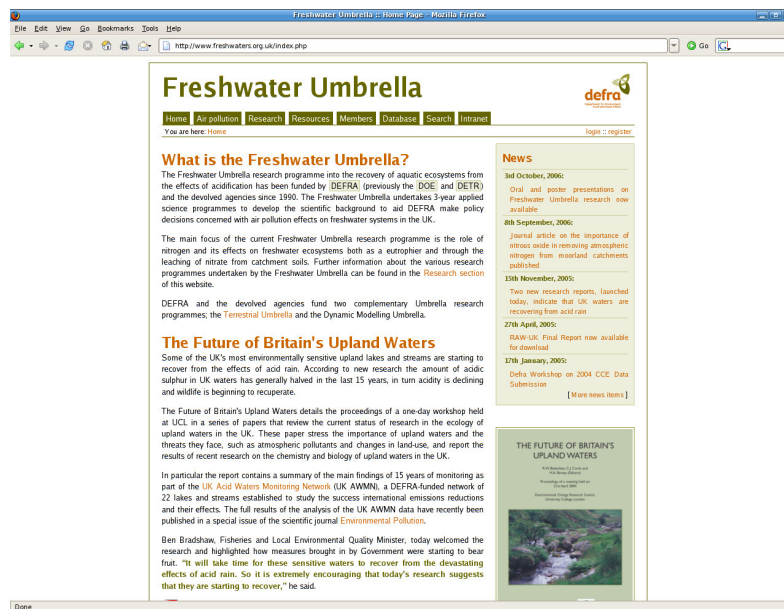 Freshwater Umbrella :: Home Page - Mozilla Firefox
File Edit View Go Bookmarks Tools Help
http://www.freshwaters.org.uk/index.php
Go
Freshwater Umbrella
defra
Home Air pollution Research Resources Members Database Search Intranet
You are here: Home
login :: register
What is the Freshwater Umbrella?
The Freshwater Umbrella research programme into the recovery of aquatic ecosystems from
the effects of acidification has been funded by DEFRA (previously the DOE and DETR)
and the devolved agencies since 1990. The Freshwater Umbrella undertakes 3-year applied
science programmes to develop the scientific background to aid DEFRA make policy
decisions concerned with air pollution effects on freshwater systems in the UK.
The main focus of the current Freshwater Umbrella research programme is the role of
nitrogen and its effects on freshwater ecosystems both as a eutrophier and through the
leaching of nitrate from catchment soils. Further information about the various research
programmes undertaken by the Freshwater Umbrella can be found in the Research section
of this website.
DEFRA and the devolved agencies fund two complementary Umbrella research
programmes; the Terrestrial Umbrella and the Dynamic Modelling Umbrella.
The Future of Britain's Upland Waters
Some of the UK's most environmentally sensitive upland lakes and streams are starting to
recover from the effects of acid rain. According to new research the amount of acidic
sulphur in UK waters has generally halved in the last 15 years, in turn acidity is declining
and wildlife is beginning to recuperate.
The Future of Britain's Upland Waters details the proceedings of a one-day workshop held
at UCL in a series of papers that review the current status of research in the ecology of
upland waters in the UK. These paper stress the importance of upland waters and the
threats they face, such as atmospheric pollutants and changes in land-use, and report the
results of recent research on the chemistry and biology of upland waters in the UK.
In particular the report contains a summary of the main findings of 15 years of monitoring as
part of the UK Acid Waters Monitoring Network (UK AWMN), a DEFRA-funded network of
22 lakes and streams established to study the success international emissions reductions
and their effects. The full results of the analysis of the UK AWMN data have recently been
published in a special issue of the scientific journal Environmental Pollution.
Ben Bradshaw, Fisheries and Local Environmental Quality Minister, today welcomed the
research and highlighted how measures brought in by Government were starting to bear
fruit. "It will take time for these sensitive waters to recover from the devastating
effects of acid rain. So it is extremely encouraging that today's research suggests
that they are starting to recover," he said.
News
3rd October, 2006:
Oral and poster presentations on
Freshwater Umbrella research now
available
8th September, 2006:
Journal article on the importance of
nitrous oxide in removing atmospheric
nitrogen from moorland catchments
published
15th November, 2005:
Two new research reports, launched
today, indicate that UK waters are
recovering from acid rain
27th April, 2005:
RAW-UK Final Report now available
for download
17th January, 2005:
Defra Workshop on 2004 CCE Data
Submission
[ More news items ]
THE FUTURE OF BRITAIN'S
UPLAND WATERS
Done